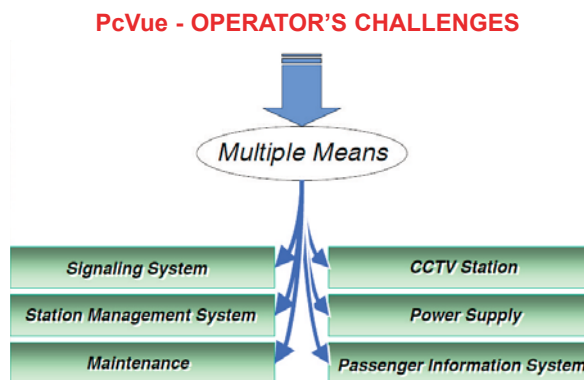 PcVue - OPERATOR'S CHALLENGES
Multiple Means
Signaling System
CCTV Station
Station Management System
Power Supply
Maintenance
Passenger Information System